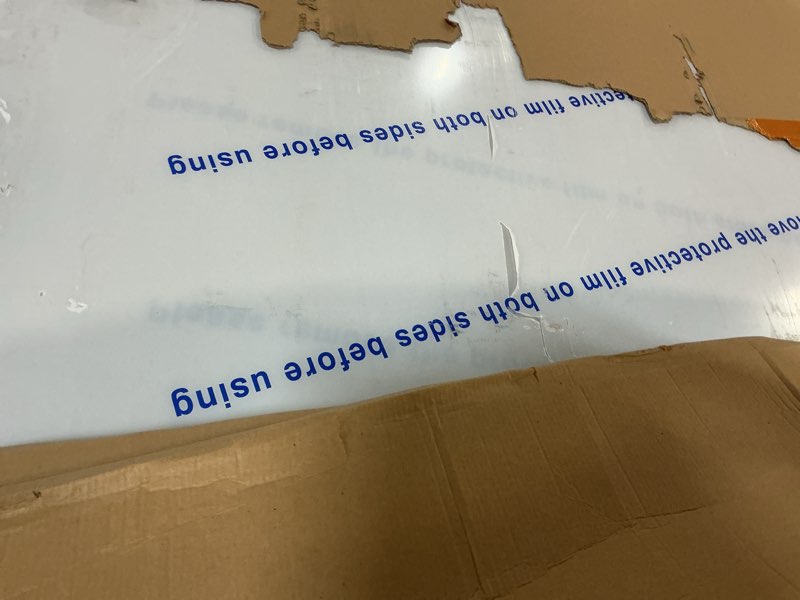 ove the protective film on both sides before using
ective film on both sides before using